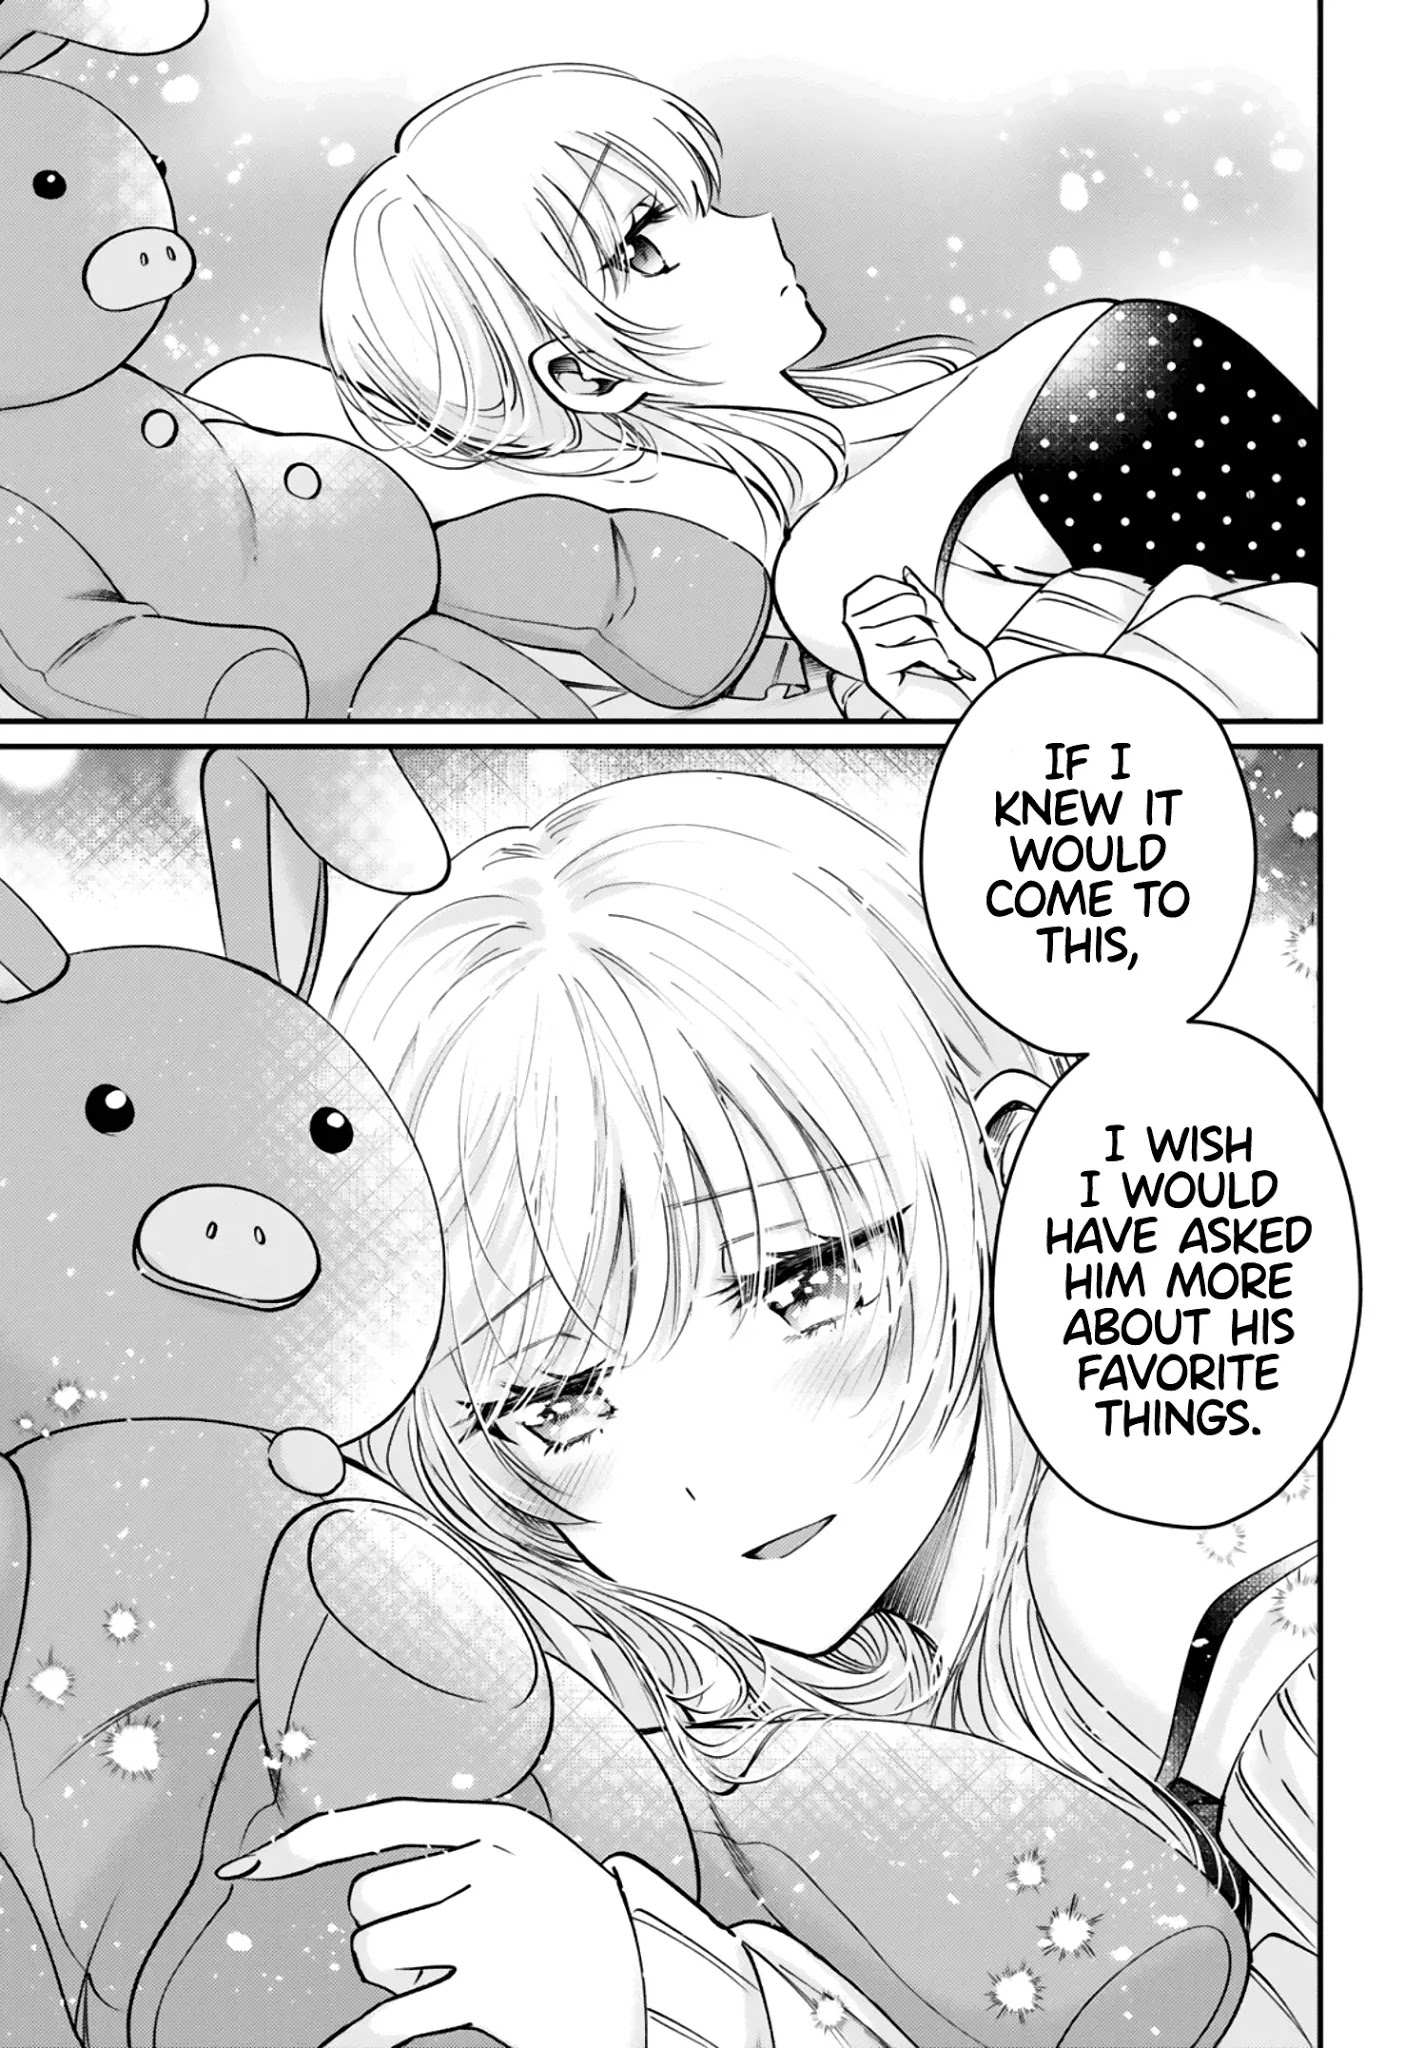 IF I
KNEW IT
WOULD
COME TO
THIS,
I WISH
I WOULD
HAVE ASKED
HIM MORE
ABOUT HIS
FAVORITE
THINGS.